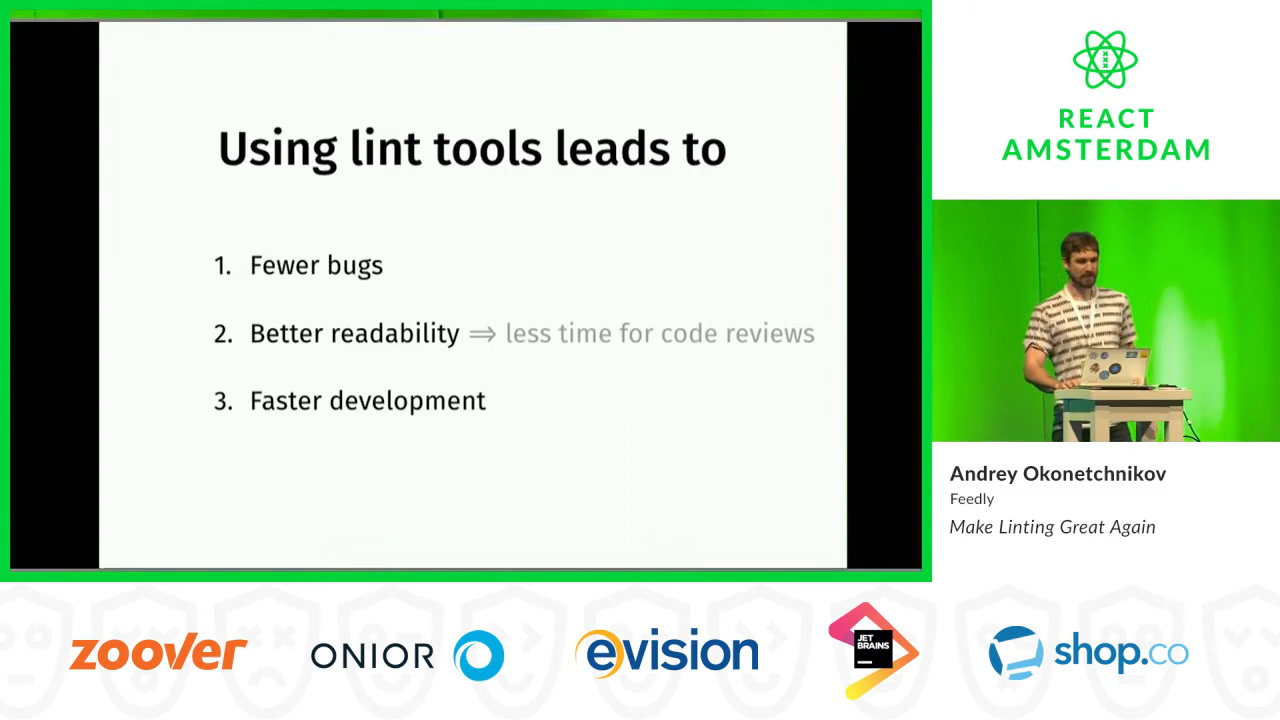 Using lint tools leads to
1. Fewer bugs
2. Better readability ⇒ less time for code reviews
3. Faster development
REACT
AMSTERDAM
Andrey Okonetchnikov
Feedly
Make Linting Great Again
zoover
ONIOR
evision
JET
BRAINS
shop.co